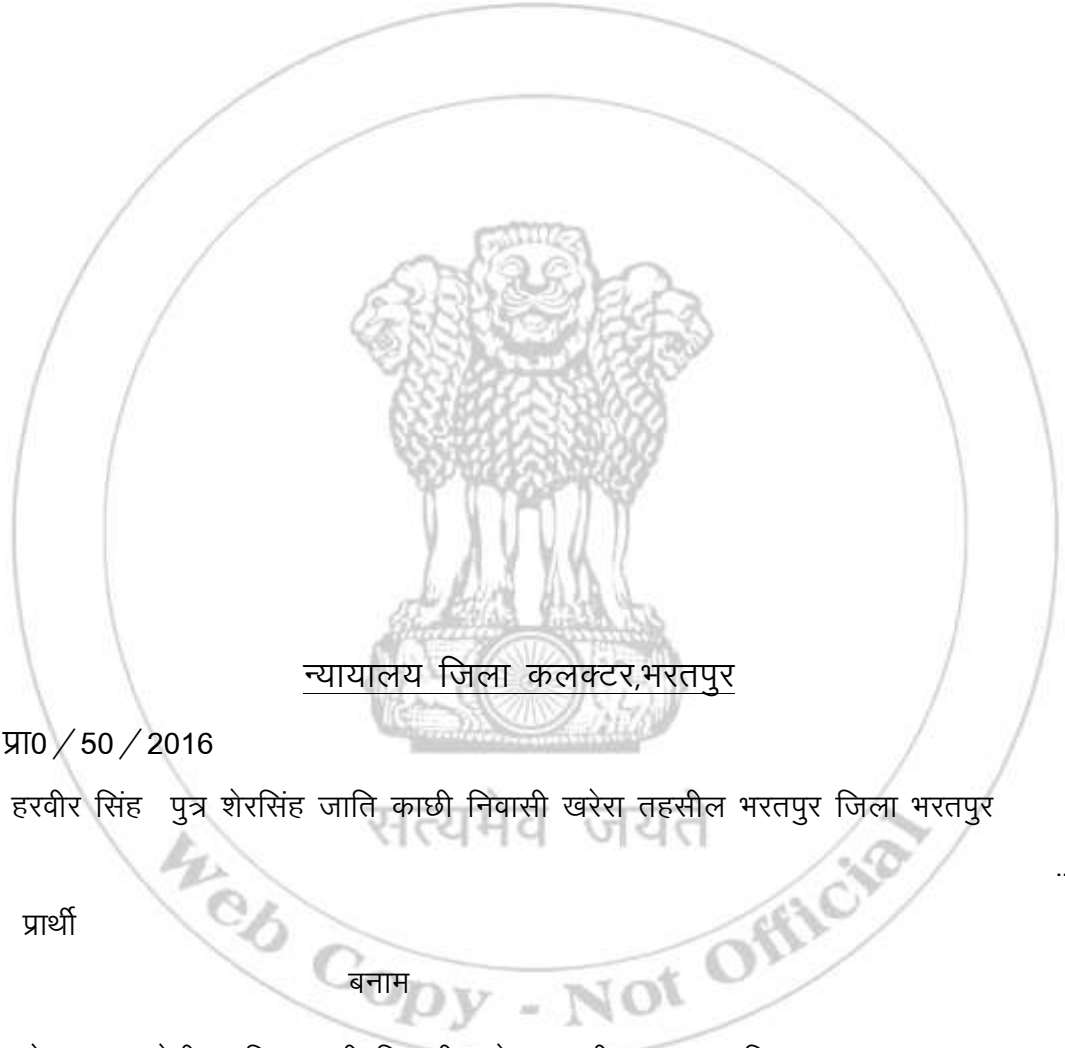 न्यायालय जिला कलक्टर,भरतपुर
प्रा0/50/2016
हरवीर सिंह पुत्र शेरसिंह जाति काछी निवासी खरेरा तहसील भरतपुर जिला भरतपुर
सत्यमेव जयते
..
प्रार्थी
बनाम
Web Copy - Not Official